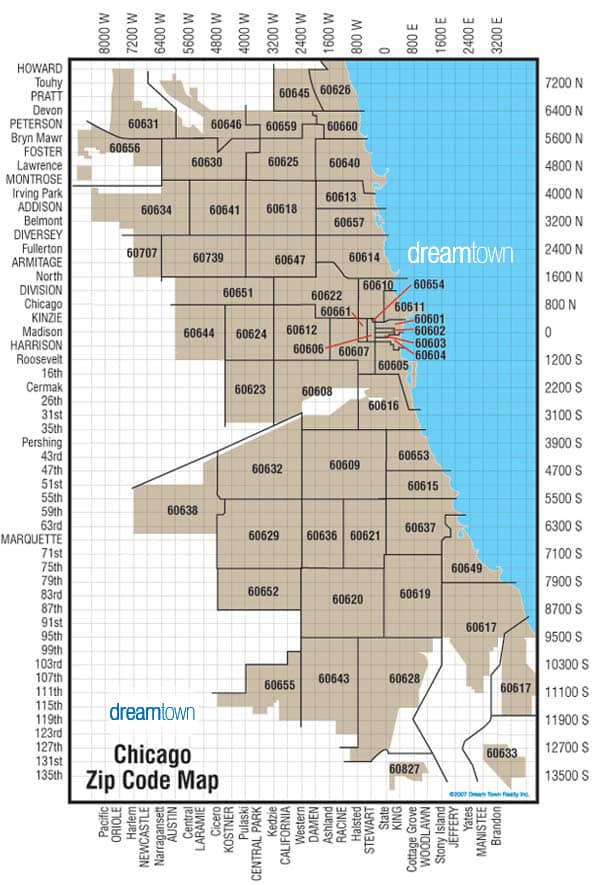 8000 W
7200 W
6400 W
5600 W
4800 W
4000 W
3200 W
2400 W
1600 W
800 W
0
800 E
1600 E
2400 E
3200 E
HOWARD
Touhy
PRATT
Devon
PETERSON
Bryn Mawr
FOSTER
Lawrence
MONTROSE
Irving Park
ADDISON
Belmont
DIVERSEY
Fullerton
ARMITAGE
North
DIVISION
Chicago
KINZIE
Madison
HARRISON
Roosevelt
16th
Cermak
26th
31st
35th
Pershing
43rd
47th
51st
55th
59th
63rd
MARQUETTE
71st
75th
79th
83rd
87th
91st
95th
99th
103rd
107th
111th
115th
119th
123rd
127th
131st
135th
60645
60626
60631
60646
60659
60660
60656
60630
60625
60640
60634
60641
60618
60613
60657
60707
60739
60647
60614
dreamtown
60651
60622
60610
60654
60611
60661
60601
60602
60603
60604
60644
60624
60612
60606
60607
60605
60623
60608
60616
60632
60609
60653
60615
60638
60629
60636
60621
60637
60649
60652
60620
60619
60617
60655
60643
60628
60617
60633
60827
dreamtown
Chicago
Zip Code Map
©2007 Dream Town Realty Inc.
7200 N
6400 N
5600 N
4800 N
4000 N
3200 N
2400 N
1600 N
800 N
0
1200 S
2200 S
3100 S
3900 S
4700 S
5500 S
6300 S
7100 S
7900 S
8700 S
9500 S
10300 S
11100 S
11900 S
12700 S
13500 S
Pacific
ORIOLE
Harlem
NEWCASTLE
Narragansett
AUSTIN
Central
LARAMIE
Cicero
KOSTNER
Pulaski
CENTRAL PARK
Kedzie
CALIFORNIA
Western
DAMEN
Ashland
RACINE
Halsted
STEWART
State
KING
Cottage Grove
WOODLAWN
Stony Island
JEFFERY
Yates
MANISTEE
Brandon